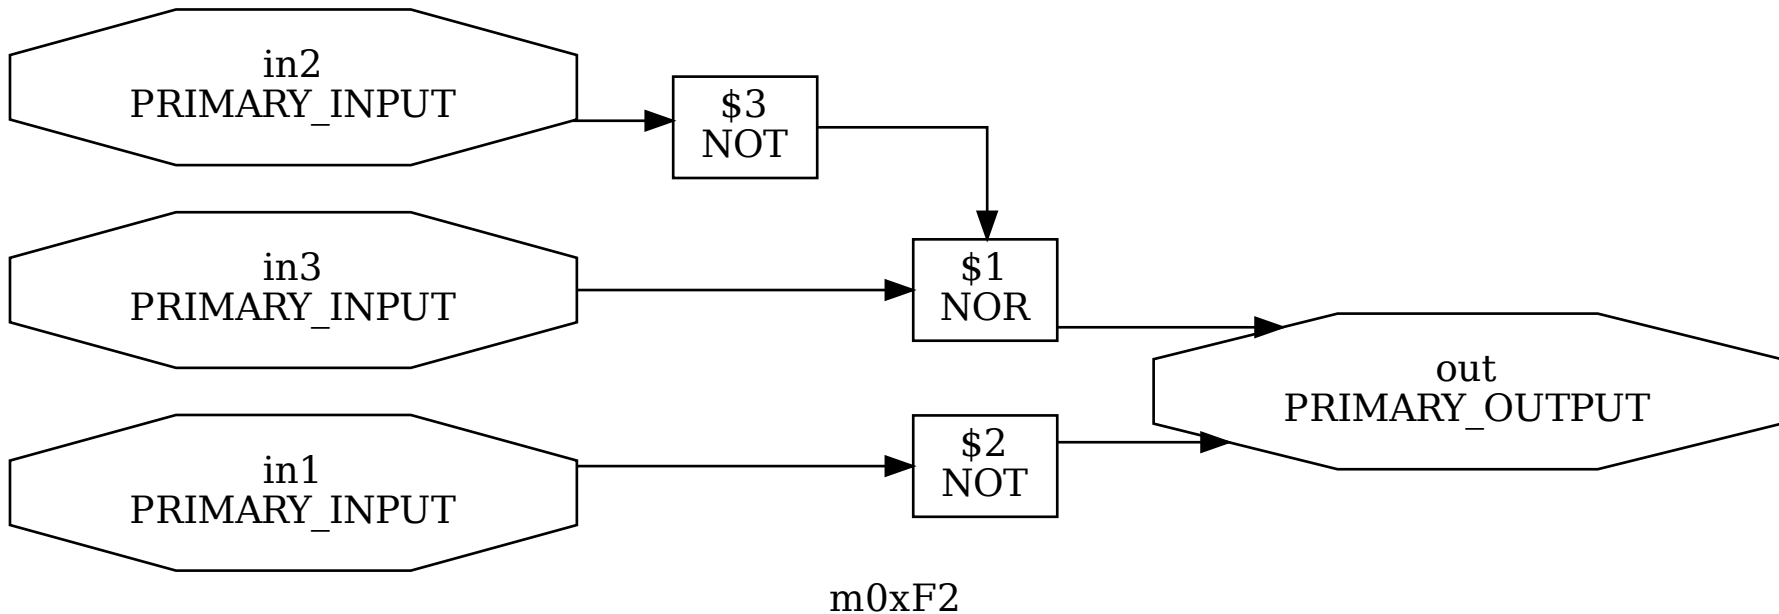 in2
PRIMARY_INPUT
$3
NOT
in3
PRIMARY_INPUT
$1
NOR
out
PRIMARY_OUTPUT
in1
PRIMARY_INPUT
$2
NOT
m0xF2